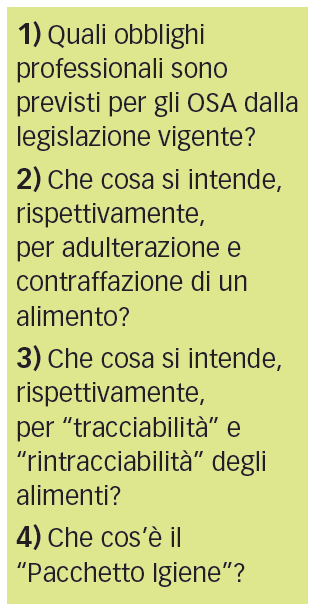 1) Quali obblighi
professionali sono
previsti per gli OSA dalla
legislazione vigente?
2) Che cosa si intende,
rispettivamente,
per adulterazione e
contraffazione di un
alimento?
3) Che cosa si intende,
rispettivamente,
per “tracciabilità” e
“rintracciabilità” degli
alimenti?
4) Che cos’è il
“Pacchetto Igiene”?